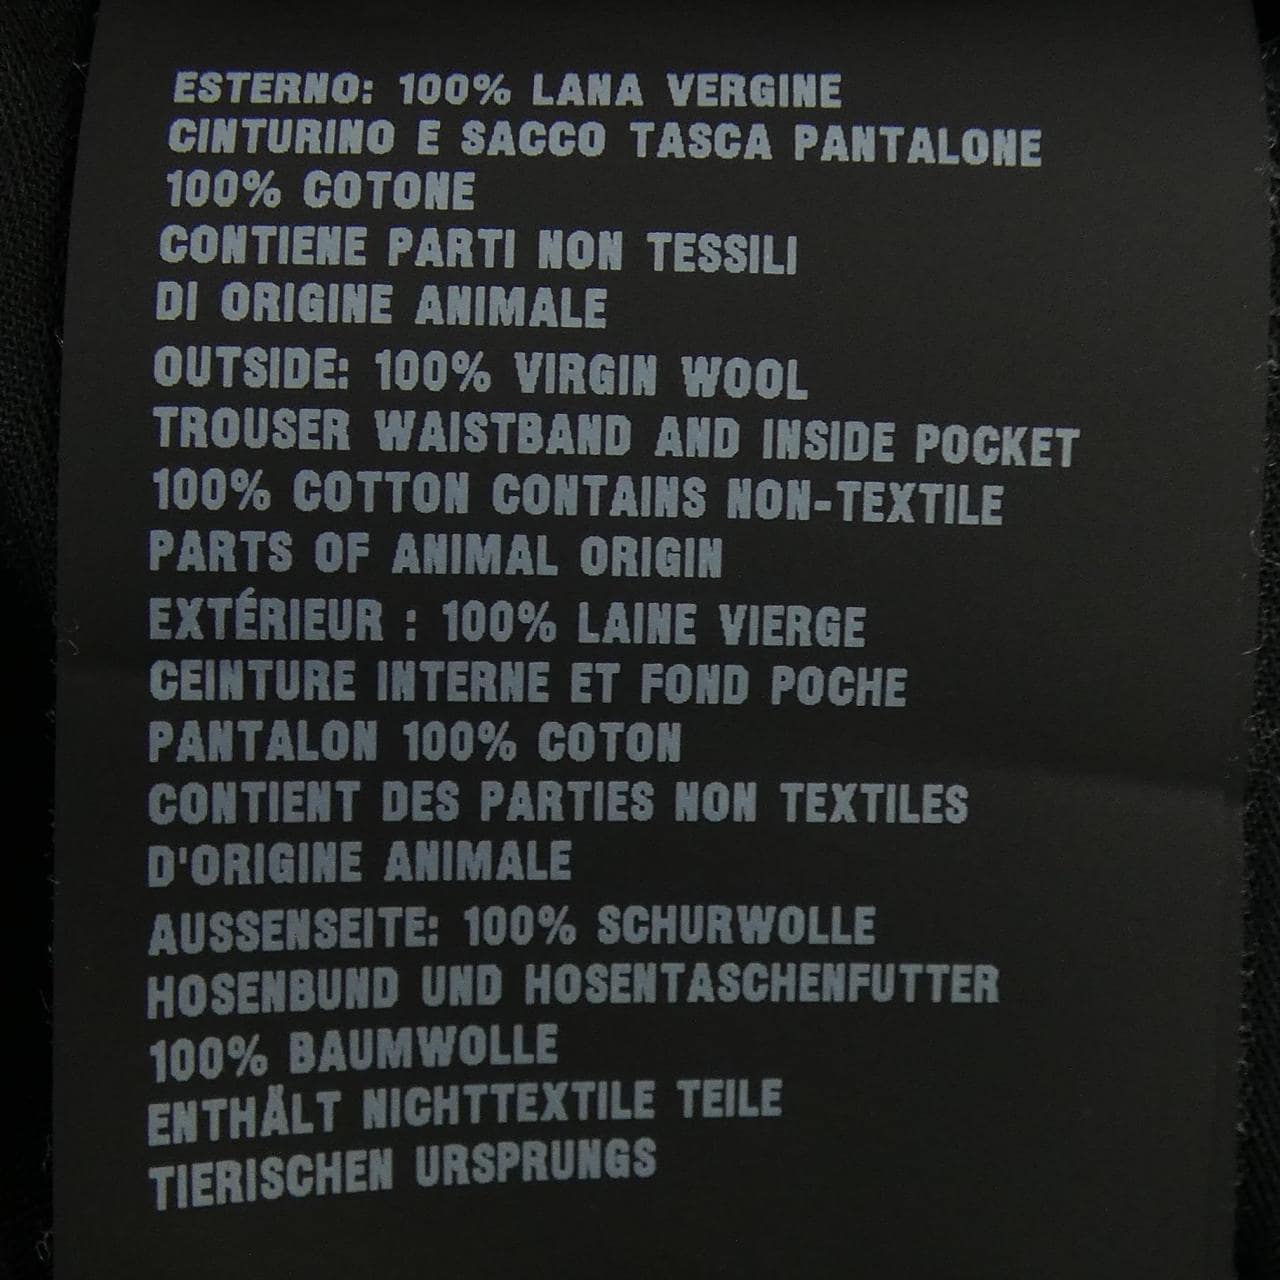 ESTERNO: 100% LANA VERGINE
CINTURINO E SACCO TASCA PANTALONE
100% COTONE
CONTIENE PARTI NON TESSILI
DI ORIGINE ANIMALE
OUTSIDE: 100% VIRGIN WOOL
TROUSER WAISTBAND AND INSIDE POCKET
100% COTTON CONTAINS NON-TEXTILE
PARTS OF ANIMAL ORIGIN
EXTÉRIEUR : 100% LAINE VIERGE
CEINTURE INTERNE ET FOND POCHE
PANTALON 100% COTON
CONTIENT DES PARTIES NON TEXTILES
D'ORIGINE ANIMALE
AUSSENSEITE: 100% SCHURWOLLE
HOSENBUND UND HOSENTASCHENFUTTER
100% BAUMWOLLE
ENTHÄLT NICHTTEXTILE TEILE
TIERISCHEN URSPRUNGS